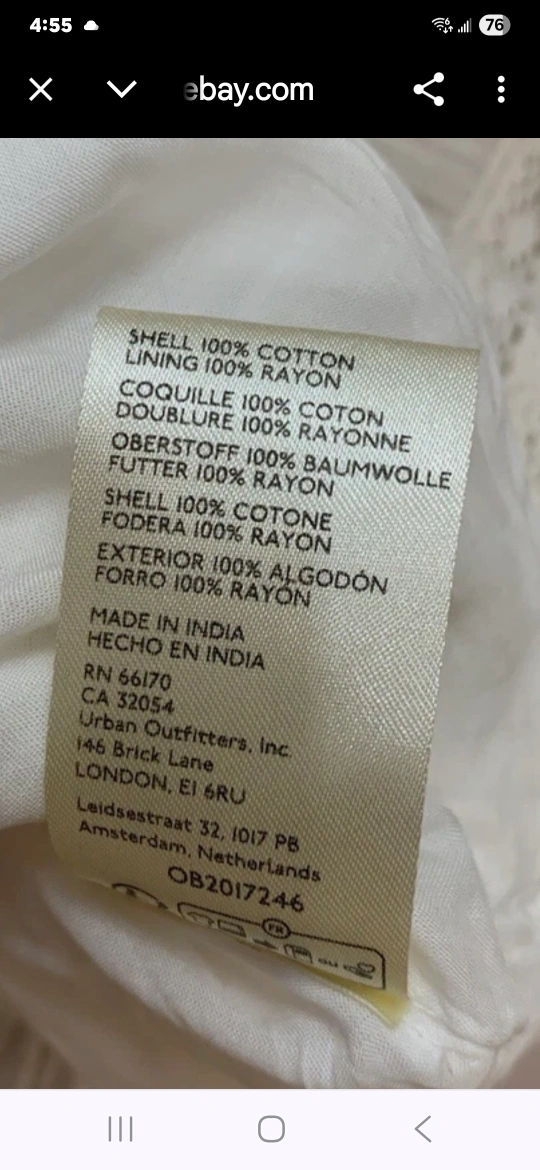 4:55
76
ebay.com
SHELL 100% COTTON
LINING 100% RAYON
COQUILLE 100% COTON
DOUBLURE 100% RAYONNE
OBERSTOFF 100% BAUMWOLLE
FUTTER 100% RAYON
SHELL 100% COTONE
FODERA 100% RAYON
EXTERIOR 100% ALGODÓN
FORRO 100% RAYÓN
MADE IN INDIA
HECHO EN INDIA
RN 66170
CA 32054
Urban Outfitters, Inc.
146 Brick Lane
LONDON, E1 6RU
Leidsestraat 32, 1017 PB
Amsterdam, Netherlands
OB2017246
FR
ou